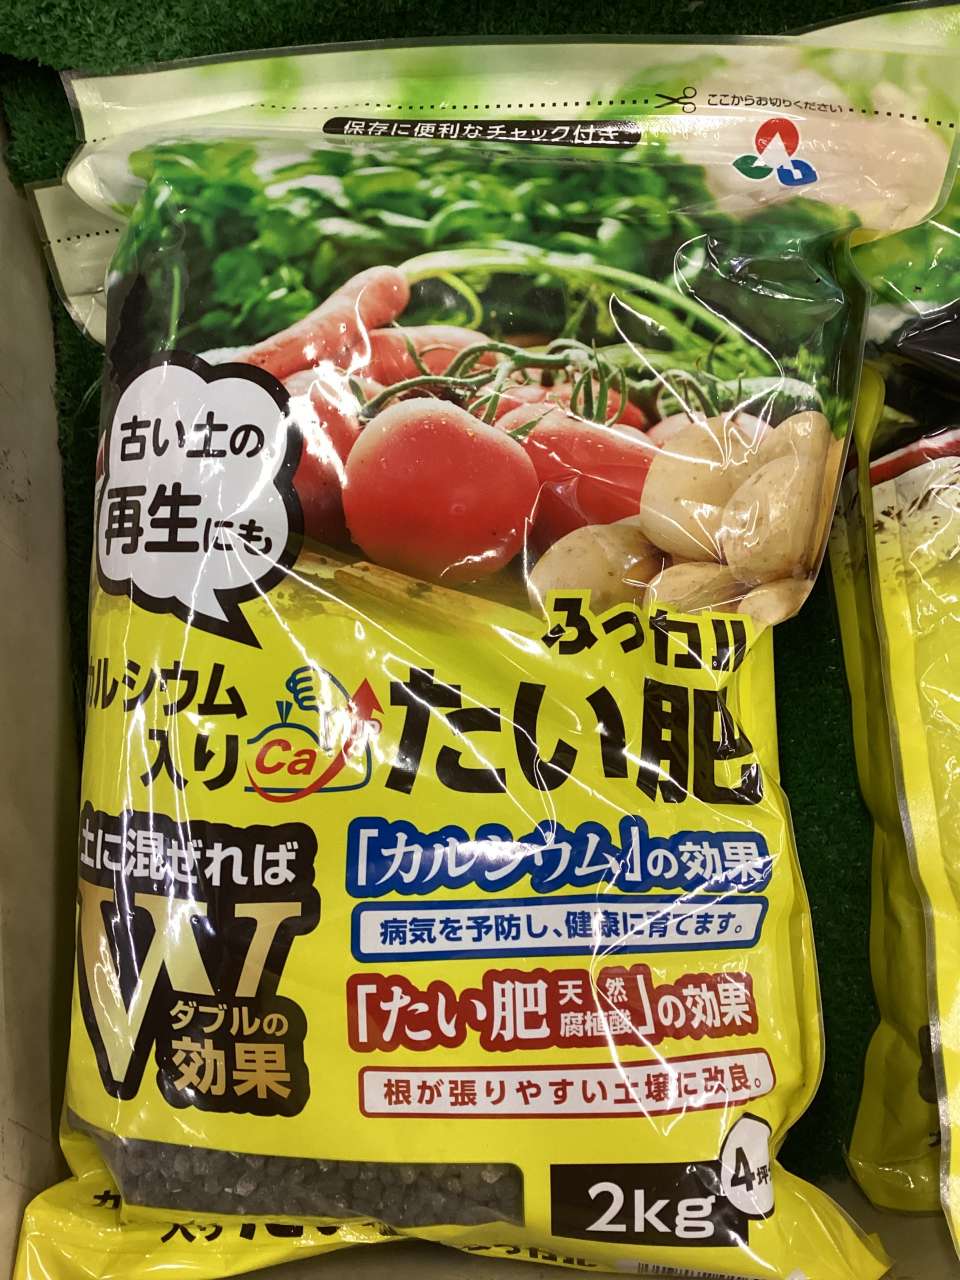 ここからお切りください
保存に便利なチャック付き
古い土の
再生にも
ふっカル
カルシウム
入り
Ca
up
たい肥
土に混ぜれば
W
ダブルの
効果
「カルシウム」の効果
病気を予防し、健康に育てます。
「たい肥 天然
腐植酸」の効果
根が張りやすい土壌に改良。
4坪
2kg
入り